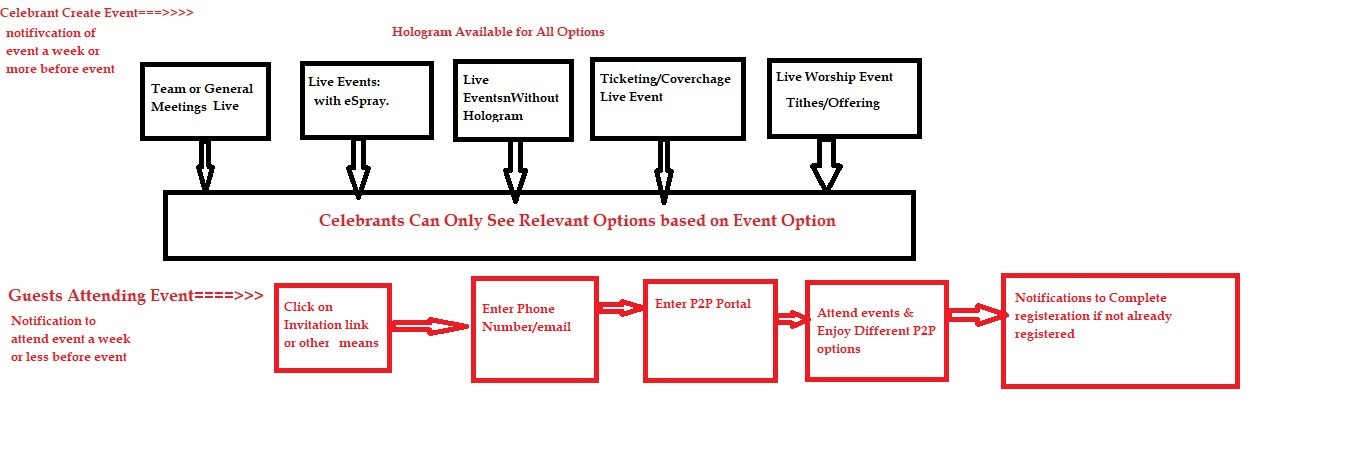 Celebrant Create Event===>>>>
notifivcation of
event a week or
more before event
Hologram Available for All Options
Team or General
Meetings Live
Live Events:
with eSpray.
Live
EventsnWithout
Hologram
Ticketing/Coverchage
Live Event
Live Worship Event
Tithes/Offering
Celebrants Can Only See Relevant Options based on Event Option
Guests Attending Event====>>>
Notification to
attend event a week
or less before event
Click on
Invitation link
or other means
Enter Phone
Number/email
Enter P2P Portal
Attend events &
Enjoy Different P2P
options
Notifications to Complete
registeration if not already
registered